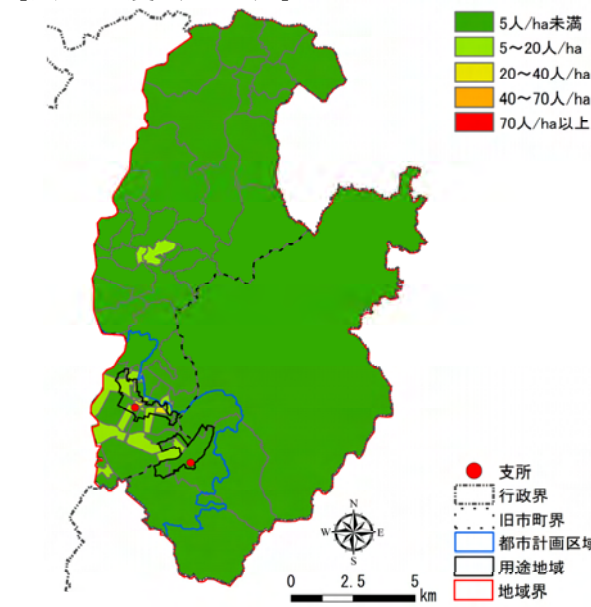 5人/ha未満
5～20人/ha
20～40人/ha
40～70人/ha
70人/ha以上
支所
行政界
旧市町界
都市計画区域
用途地域
地域界
N
W E
S
0 2.5 5
km